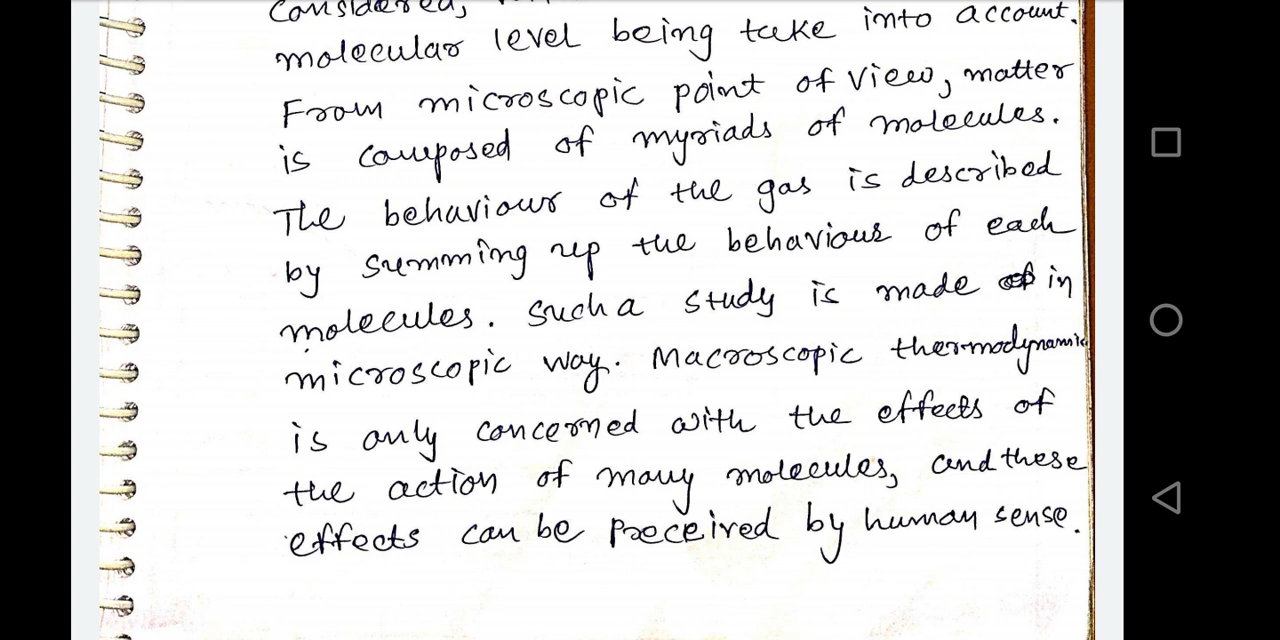 Considered,
molecular level being take into account.
From microscopic point of view, matter
is composed of myriads of molecules.
The behaviour of the gas is described
by summing up the behaviour of each
molecules. Such a study is made in
microscopic way. Macroscopic thermodynamic
is only concerned with the effects of
the action of many molecules, and these
effects can be preceived by human sense.